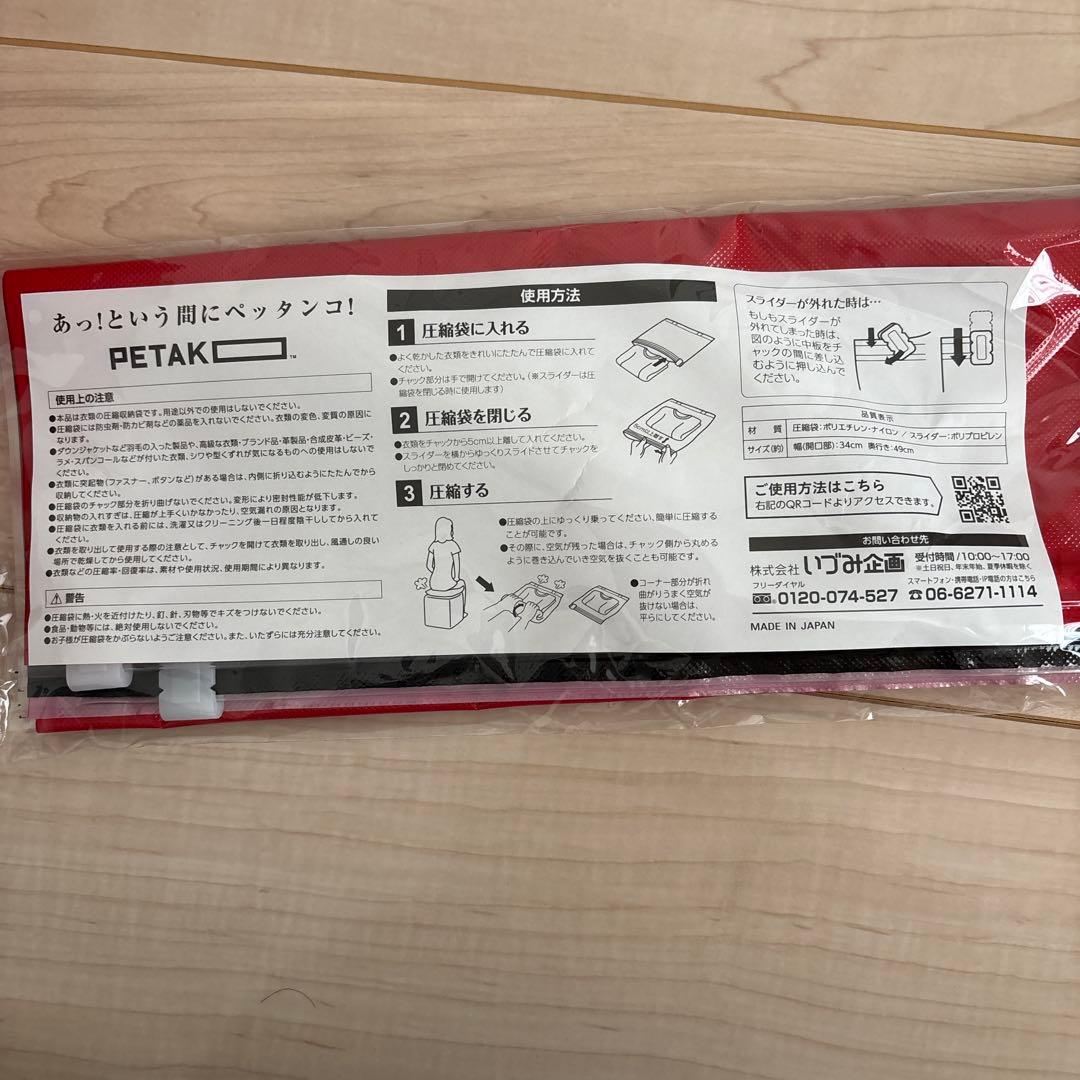 あっ!という間にペッタンコ!
PETAKO™
使用上の注意
●本品は衣類の圧縮収納袋です。用途以外での使用はしないでください。
●圧縮袋には防虫剤・防カビ剤などの薬品を入れないでください。衣類の変色、変質の原因に
なります。
●ダウンジャケットなど羽毛の入った製品や、高級な衣類・ブランド品・革製品・合成皮革・ビーズ・
ラメ・スパンコールなどが付いた衣類、シワや型くずれが気になるものへの使用はしないで
ください。
●衣類に突起物(ファスナー、ボタンなど)がある場合は、内側に折り込むようにたたんでから
収納してください。
●圧縮袋のチャック部分を折り曲げないでください。変形により密封性能が低下します。
●収納物の入れすぎは、圧縮が上手くいかなかったり、空気漏れの原因となります。
●圧縮袋に衣類を入れる前には、洗濯又はクリーニング後一日程度陰干ししてから入れて
ください。
●衣類を取り出して使用する際の注意として、チャックを開けて衣類を取り出し、風通しの良い
場所で乾燥してから使用してください。
●衣類などの圧縮率・回復率は、素材や使用状況、使用期間により異なります。
⚠ 警告
●圧縮袋に熱・火を近付けたり、釘、針、刃物等でキズをつけないでください。
●食品・動物等には、絶対使用しないでください。
●お子様が圧縮袋をかぶらないようご注意ください。また、いたずらには充分注意してください。
使用方法
1 圧縮袋に入れる
●よく乾かした衣類をきれいにたたんで圧縮袋に入れて
ください。
●チャック部分は手で開けてください。(※スライダーは圧
縮袋を閉じる時に使用します)
2 圧縮袋を閉じる
●衣類をチャックから5cm以上離して入れてください。
●スライダーを横からゆっくりスライドさせてチャックを
しっかりと閉めてください。
5cm以上離す
3 圧縮する
●圧縮袋の上にゆっくり乗ってください、簡単に圧縮する
ことが可能です。
●その際に、空気が残った場合は、チャック側から丸める
ように巻き込んでいき空気を抜くことも可能です。
●コーナー部分が折れ
曲がりうまく空気が
抜けない場合は、
平らにしてください。
スライダーが外れた時は…
もしもスライダーが
外れてしまった時は、
図のように中板をチ
ャックの間に差し込
むように押し込んで
ください。
品質表示
材 質 圧縮袋:ポリエチレン・ナイロン / スライダー:ポリプロピレン
サイズ(約) 幅(開口部):34cm 奥行き:49cm
ご使用方法はこちら
右記のQRコードよりアクセスできます。
お問い合わせ先
株式会社 いづみ企画 受付時間/10:00〜17:00
※土日祝日、年末年始、夏季休暇を除く
フリーダイヤル スマートフォン・携帯電話・IP電話の方はこちら
0120-074-527 ☎06-6271-1114
MADE IN JAPAN